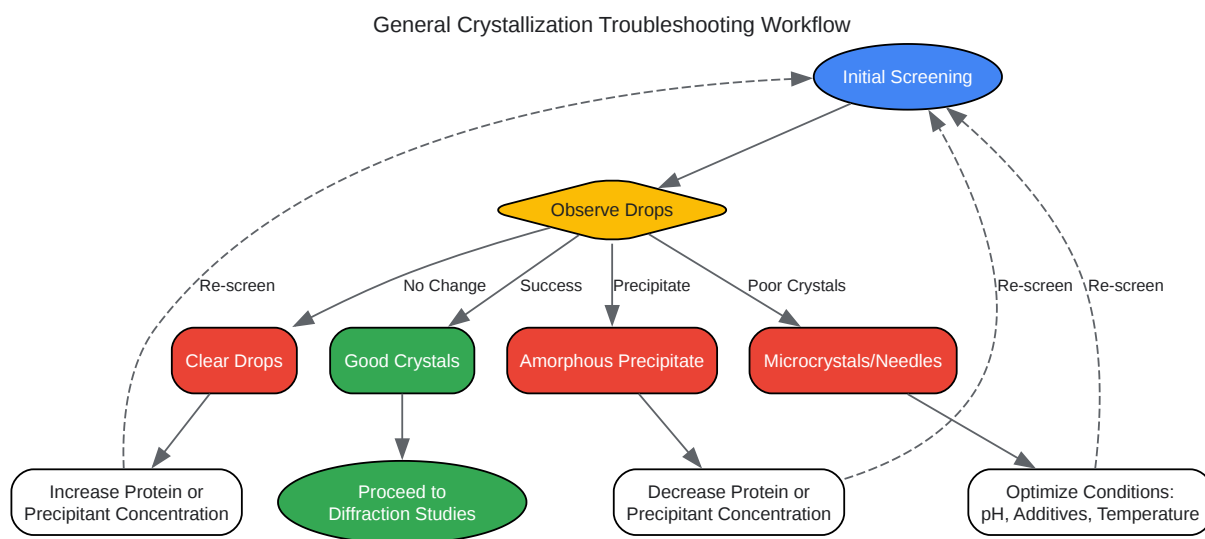 General Crystallization Troubleshooting Workflow
Initial Screening
Observe Drops
Re-screen
No Change
Success
Precipitate
Poor Crystals
Re-screen
Re-screen
Clear Drops
Good Crystals
Amorphous Precipitate
Microcrystals/Needles
Increase Protein or
Precipitant Concentration
Proceed to
Diffraction Studies
Decrease Protein or
Precipitant Concentration
Optimize Conditions:
pH, Additives, Temperature